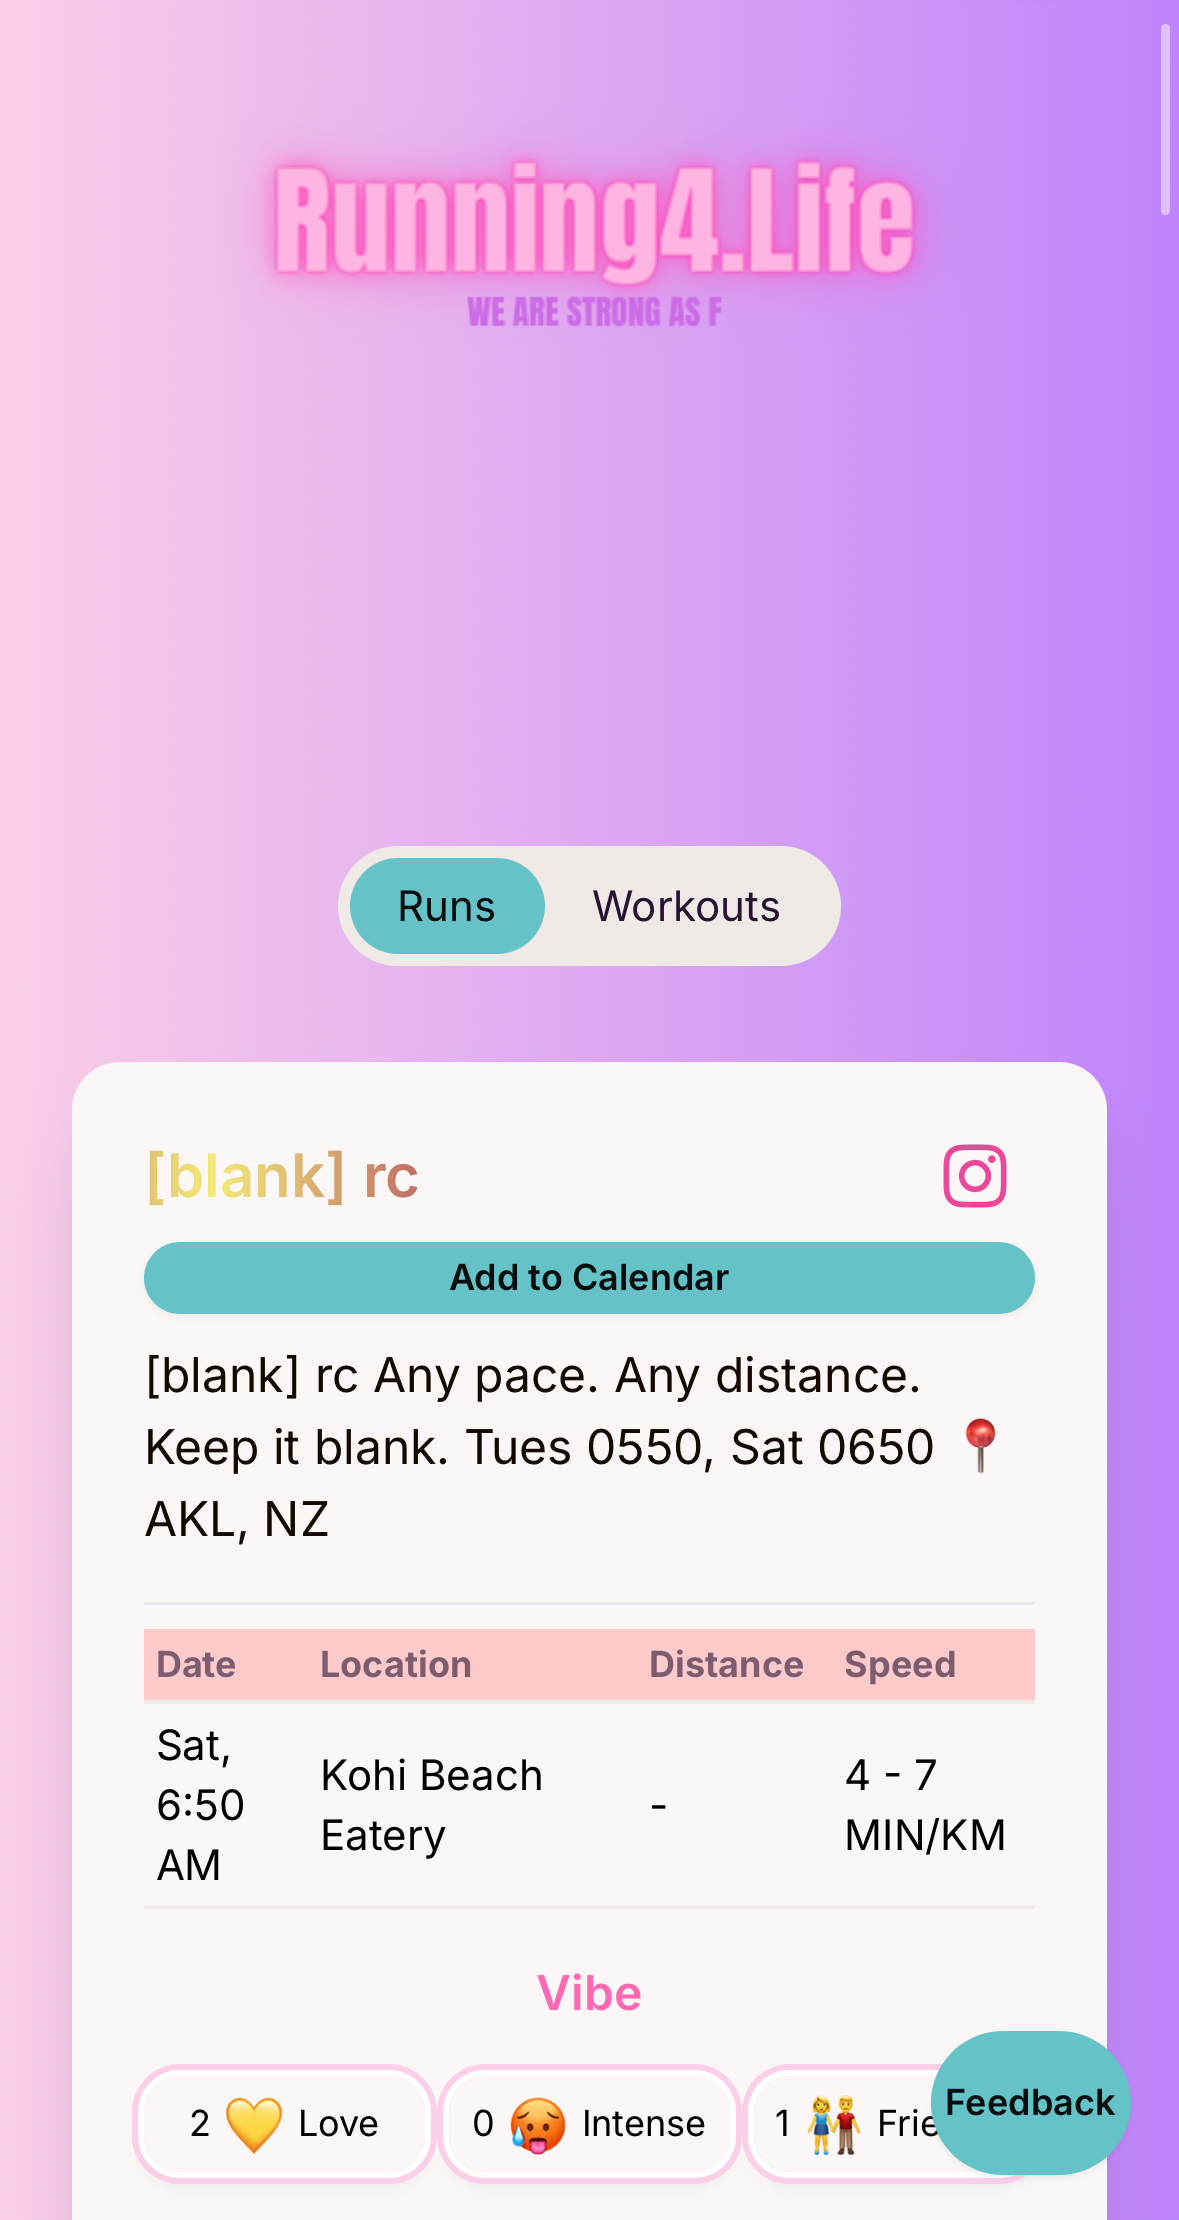 Running4.Life
WE ARE STRONG AS F
Runs
Workouts
[blank] rc
Add to Calendar
[blank] rc Any pace. Any distance.
Keep it blank. Tues 0550, Sat 0650 📍
AKL, NZ
Date Location Distance Speed
Sat,
6:50
AM
Kohi Beach
Eatery
-
4 - 7
MIN/KM
Vibe
2 💛 Love
0 🥵 Intense
1 👫 Frie
Feedback